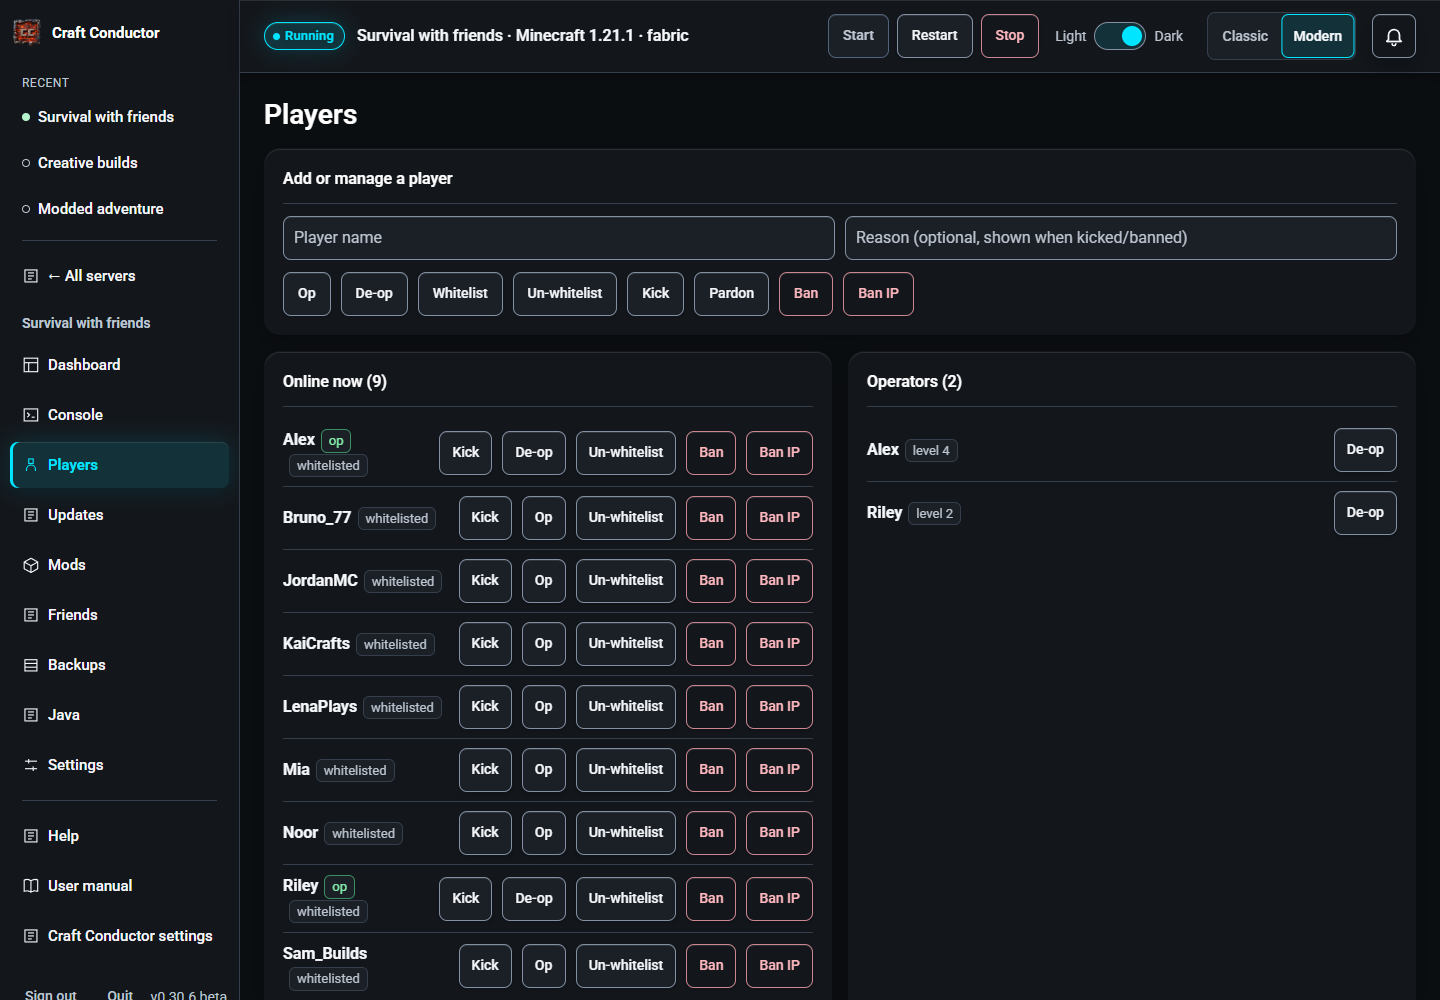 Craft Conductor
RECENT
Survival with friends
Creative builds
Modded adventure
← All servers
Survival with friends
Dashboard
Console
Players
Updates
Mods
Friends
Backups
Java
Settings
Help
User manual
Craft Conductor settings
Sign out Quit v0.30.6 beta
Running Survival with friends · Minecraft 1.21.1 · fabric Start Restart Stop Light Dark Classic Modern
Players
Add or manage a player
Player name Reason (optional, shown when kicked/banned)
Op De-op Whitelist Un-whitelist Kick Pardon Ban Ban IP
Online now (9)
Alex op
whitelisted
Kick De-op Un-whitelist Ban Ban IP
Bruno_77 whitelisted Kick Op Un-whitelist Ban Ban IP
JordanMC whitelisted Kick Op Un-whitelist Ban Ban IP
KaiCrafts whitelisted Kick Op Un-whitelist Ban Ban IP
LenaPlays whitelisted Kick Op Un-whitelist Ban Ban IP
Mia whitelisted Kick Op Un-whitelist Ban Ban IP
Noor whitelisted Kick Op Un-whitelist Ban Ban IP
Riley op
whitelisted
Kick De-op Un-whitelist Ban Ban IP
Sam_Builds
whitelisted
Kick Op Un-whitelist Ban Ban IP
Operators (2)
Alex level 4 De-op
Riley level 2 De-op